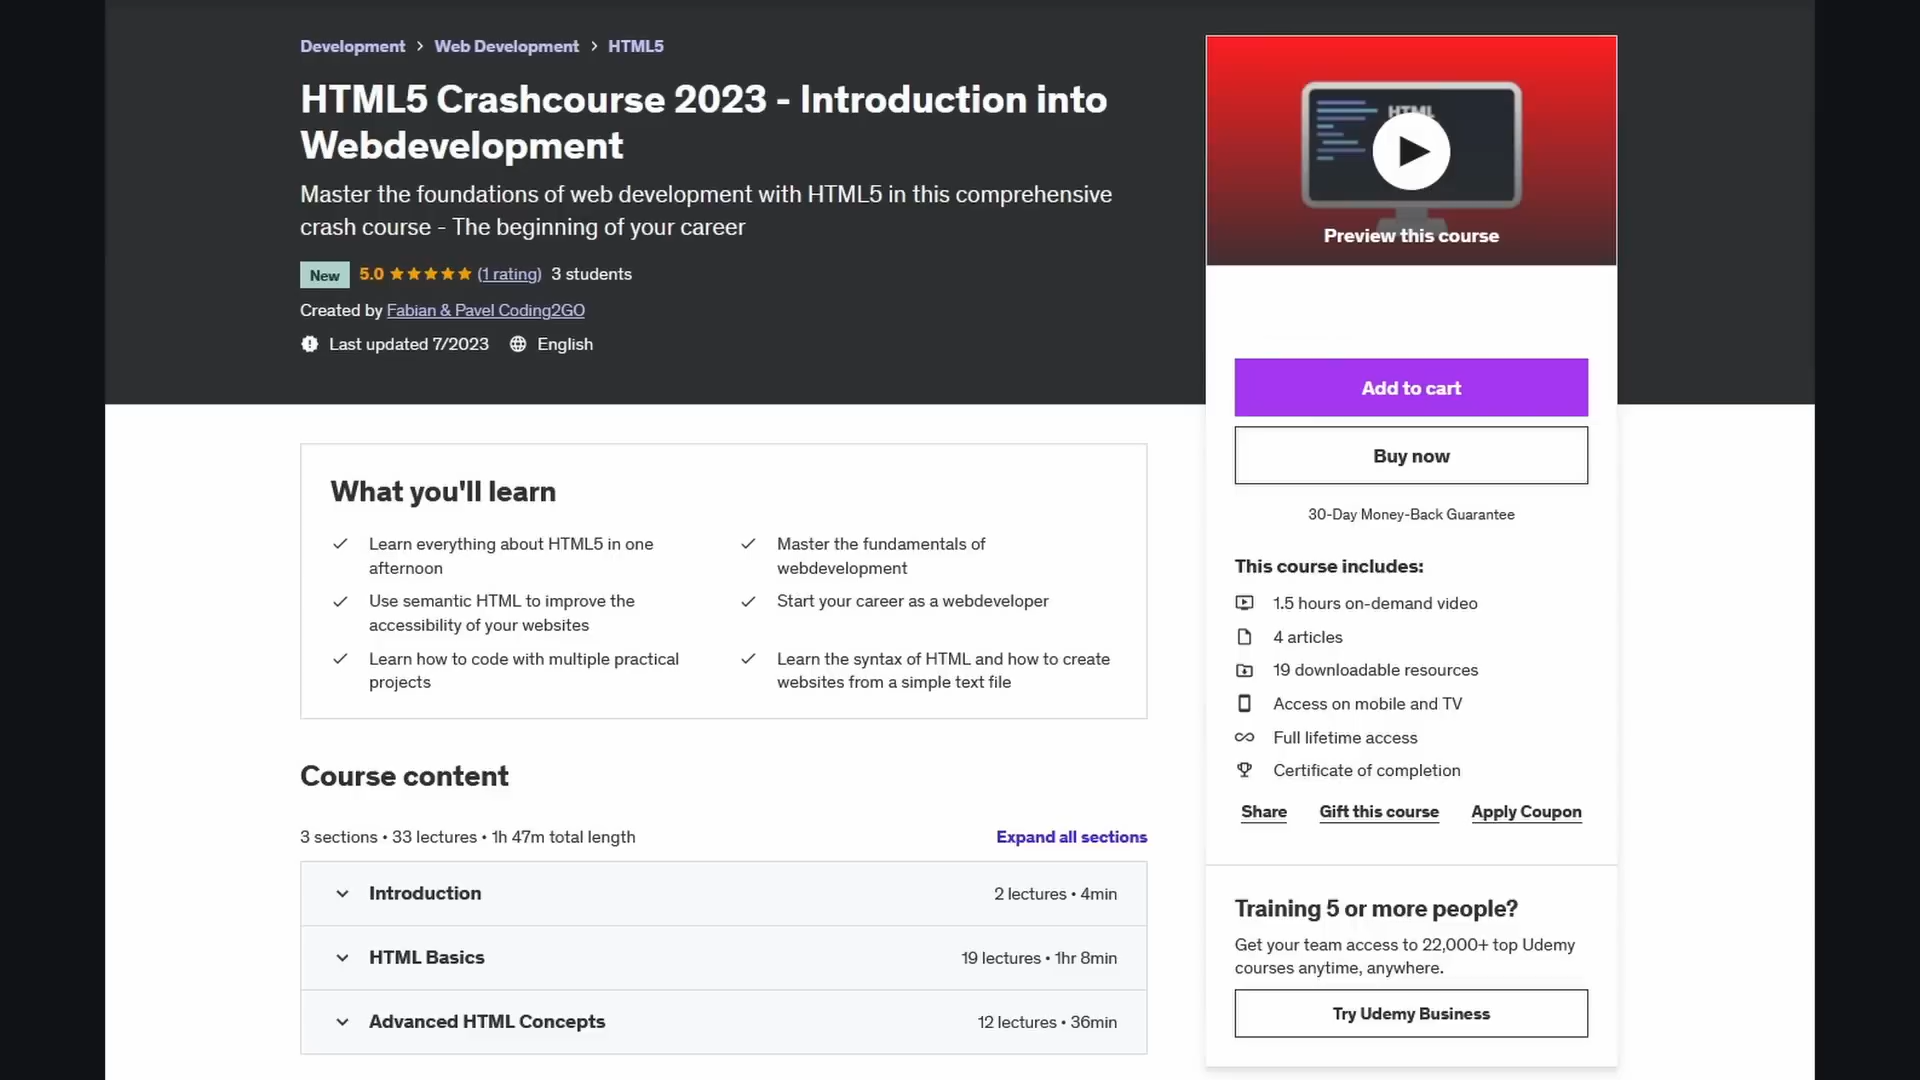 Development > Web Development > HTML5
HTML5 Crashcourse 2023 - Introduction into
Webdevelopment
Master the foundations of web development with HTML5 in this comprehensive
crash course - The beginning of your career
New 5.0 (1 rating) 3 students
Created by Fabian & Pavel Coding2GO
Last updated 7/2023 English
HTML
Preview this course
Add to cart
Buy now
30-Day Money-Back Guarantee
This course includes:
1.5 hours on-demand video
4 articles
19 downloadable resources
Access on mobile and TV
Full lifetime access
Certificate of completion
Share Gift this course Apply Coupon
Training 5 or more people?
Get your team access to 22,000+ top Udemy
courses anytime, anywhere.
Try Udemy Business
What you'll learn
Learn everything about HTML5 in one
afternoon
Use semantic HTML to improve the
accessibility of your websites
Learn how to code with multiple practical
projects
Master the fundamentals of
webdevelopment
Start your career as a webdeveloper
Learn the syntax of HTML and how to create
websites from a simple text file
Course content
3 sections • 33 lectures • 1h 47m total length Expand all sections
Introduction 2 lectures • 4min
HTML Basics 19 lectures • 1hr 8min
Advanced HTML Concepts 12 lectures • 36min